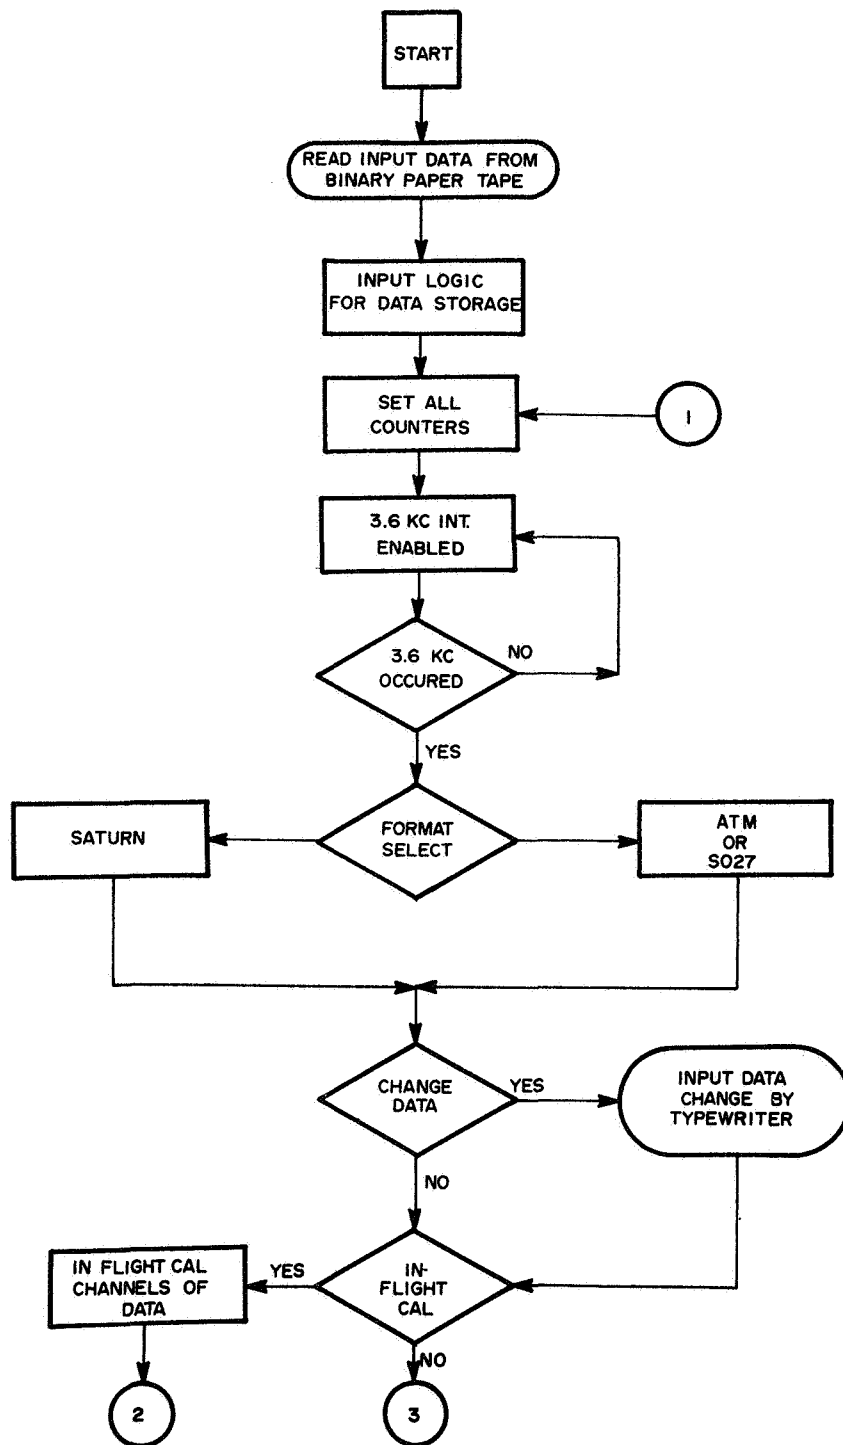 START
READ INPUT DATA FROM
BINARY PAPER TAPE
INPUT LOGIC
FOR DATA STORAGE
SET ALL
COUNTERS
1
3.6 KC INT.
ENABLED
3.6 KC
OCCURED
NO
YES
SATURN
FORMAT
SELECT
ATM
OR
SO27
CHANGE
DATA
YES
INPUT DATA
CHANGE BY
TYPEWRITER
NO
IN FLIGHT CAL
CHANNELS OF
DATA
YES
IN-
FLIGHT
CAL
NO
2
3